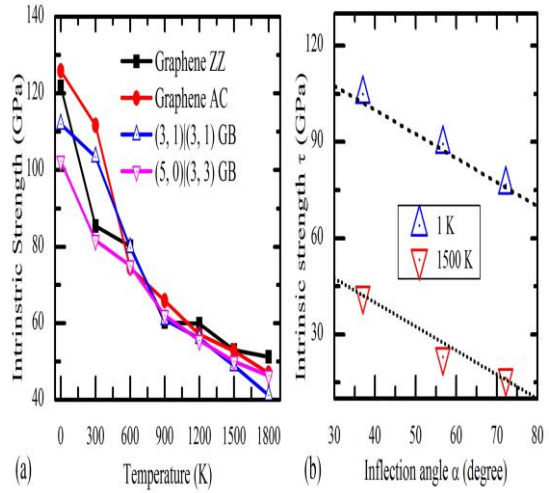 140
120
100
80
60
40
Intrinstric Strength (GPa)
Graphene ZZ
Graphene AC
(3, 1)|(3, 1) GB
(5, 0)|(3, 3) GB
0 300 600 900 1200 1500 1800
(a) Temperature (K)
120
90
60
30
Intrinsic strength τ (GPa)
1 K
1500 K
30 40 50 60 70 80
(b) Inflection angle α (degree)